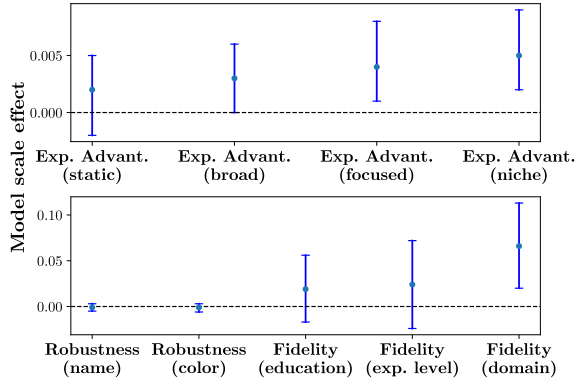 Model scale effect
0.005
0.000
Exp. Advant. Exp. Advant. Exp. Advant. Exp. Advant.
(static) (broad) (focused) (niche)
0.10
0.05
0.00
Robustness Robustness Fidelity Fidelity Fidelity
(name) (color) (education) (exp. level) (domain)